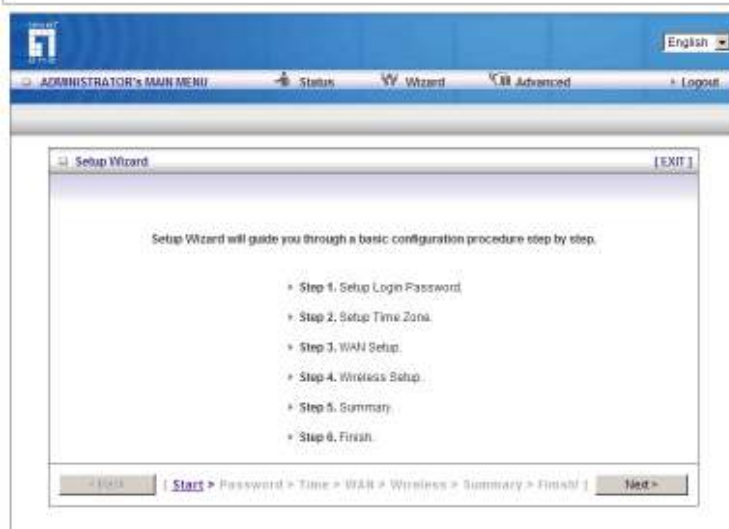 English
ADMINISTRATOR's MAIN MENU Status Wizard Advanced Logout
Setup Wizard [EXIT]
Setup Wizard will guide you through a basic configuration procedure step by step.
Step 1. Setup Login Password.
Step 2. Setup Time Zone.
Step 3. WAN Setup.
Step 4. Wireless Setup.
Step 5. Summary.
Step 6. Finish.
< Back [ Start > Password > Time > WAN > Wireless > Summary > Finish! ] Next >